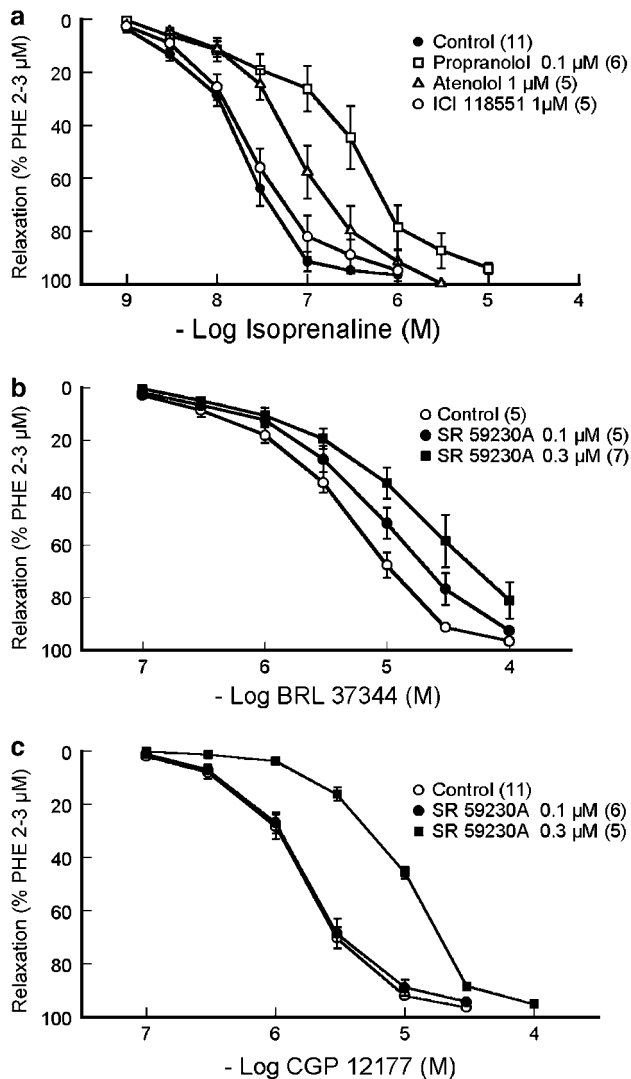 a
Relaxation (% PHE 2-3 µM)
0
20
40
60
80
100
Control (11)
Propranolol 0.1 µM (6)
Atenolol 1 µM (5)
ICI 118551 1µM (5)
9 8 7 6 5 4
- Log Isoprenaline (M)
b
Relaxation (% PHE 2-3 µM)
0
20
40
60
80
100
Control (5)
SR 59230A 0.1 µM (5)
SR 59230A 0.3 µM (7)
7 6 5 4
- Log BRL 37344 (M)
c
Relaxation (% PHE 2-3 µM)
0
20
40
60
80
100
Control (11)
SR 59230A 0.1 µM (6)
SR 59230A 0.3 µM (5)
7 6 5 4
- Log CGP 12177 (M)